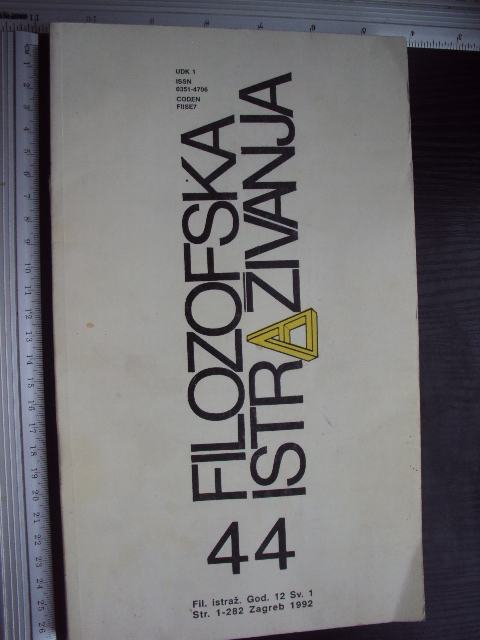 UDK 1
ISSN
0351-4706
CODEN
FIISE7
FILOZOFSKA
ISTRAŽIVANJA
44
Fil. istraž. God. 12 Sv. 1
Str. 1-282 Zagreb 1992